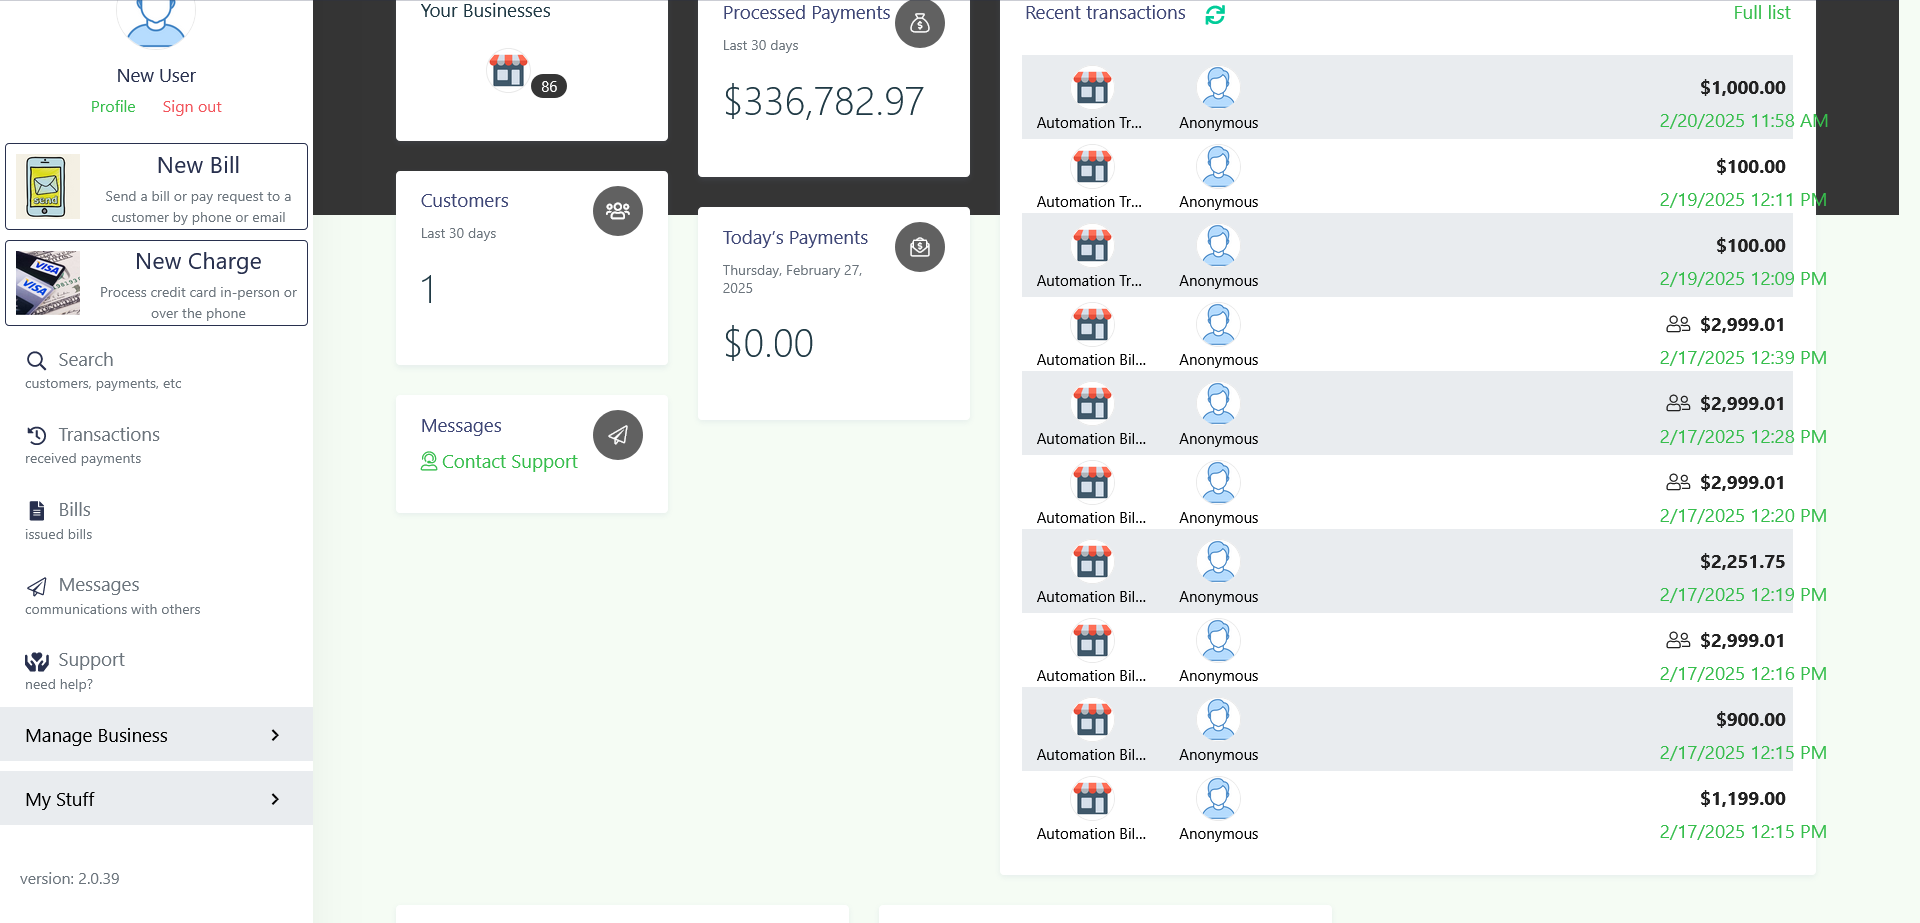 New User
Profile Sign out
New Bill
Send a bill or pay request to a
customer by phone or email
New Charge
Process credit card in-person or
over the phone
Search
customers, payments, etc
Transactions
received payments
Bills
issued bills
Messages
communications with others
Support
need help?
Manage Business
My Stuff
version: 2.0.39
Your Businesses
86
Customers
Last 30 days
1
Messages
Contact Support
Processed Payments
Last 30 days
$336,782.97
Today’s Payments
Thursday, February 27,
2025
$0.00
Recent transactions Full list
$1,000.00
Automation Tr... Anonymous 2/20/2025 11:58 AM
$100.00
Automation Tr... Anonymous 2/19/2025 12:11 PM
$100.00
Automation Tr... Anonymous 2/19/2025 12:09 PM
$2,999.01
Automation Bil... Anonymous 2/17/2025 12:39 PM
$2,999.01
Automation Bil... Anonymous 2/17/2025 12:28 PM
$2,999.01
Automation Bil... Anonymous 2/17/2025 12:20 PM
$2,251.75
Automation Bil... Anonymous 2/17/2025 12:19 PM
$2,999.01
Automation Bil... Anonymous 2/17/2025 12:16 PM
$900.00
Automation Bil... Anonymous 2/17/2025 12:15 PM
$1,199.00
Automation Bil... Anonymous 2/17/2025 12:15 PM
send
VISA
VISA